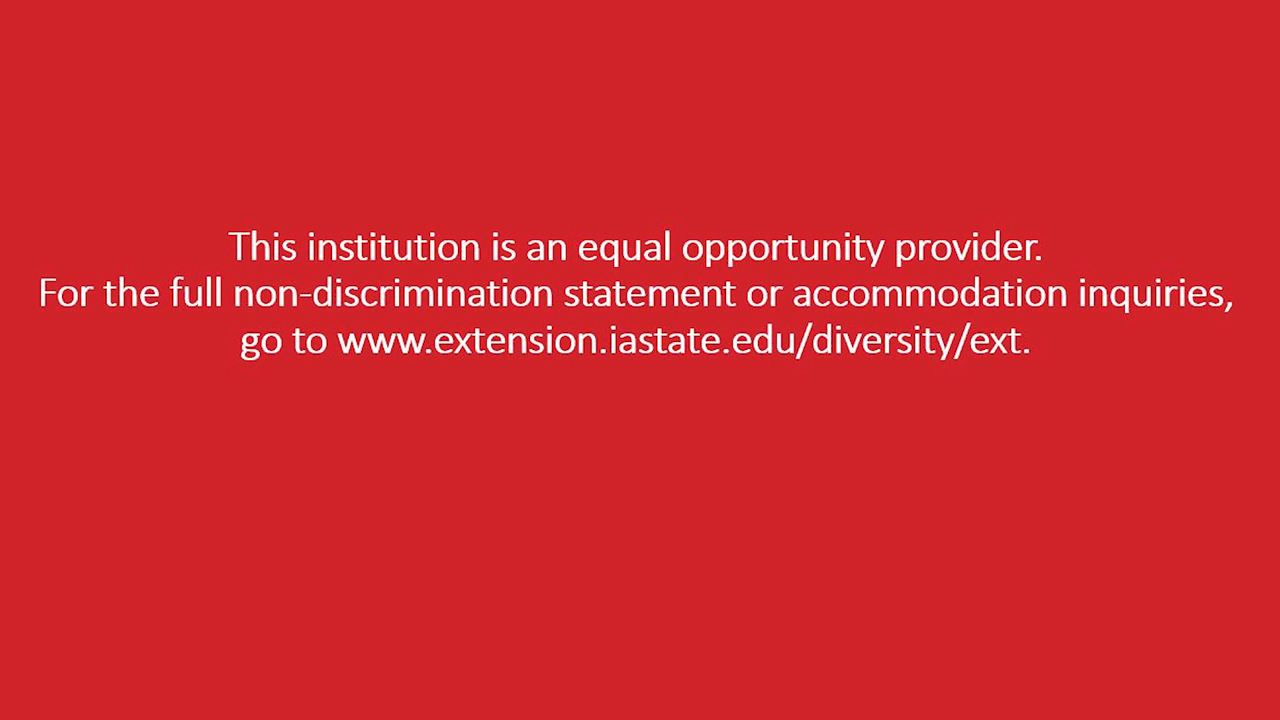 This institution is an equal opportunity provider.
For the full non-discrimination statement or accommodation inquiries,
go to www.extension.iastate.edu/diversity/ext.